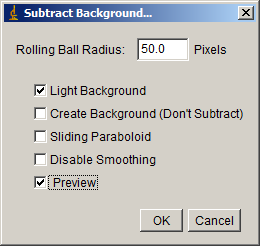 Subtract Background...
Rolling Ball Radius: 50.0 Pixels
Light Background
Create Background (Don't Subtract)
Sliding Paraboloid
Disable Smoothing
Preview
OK Cancel